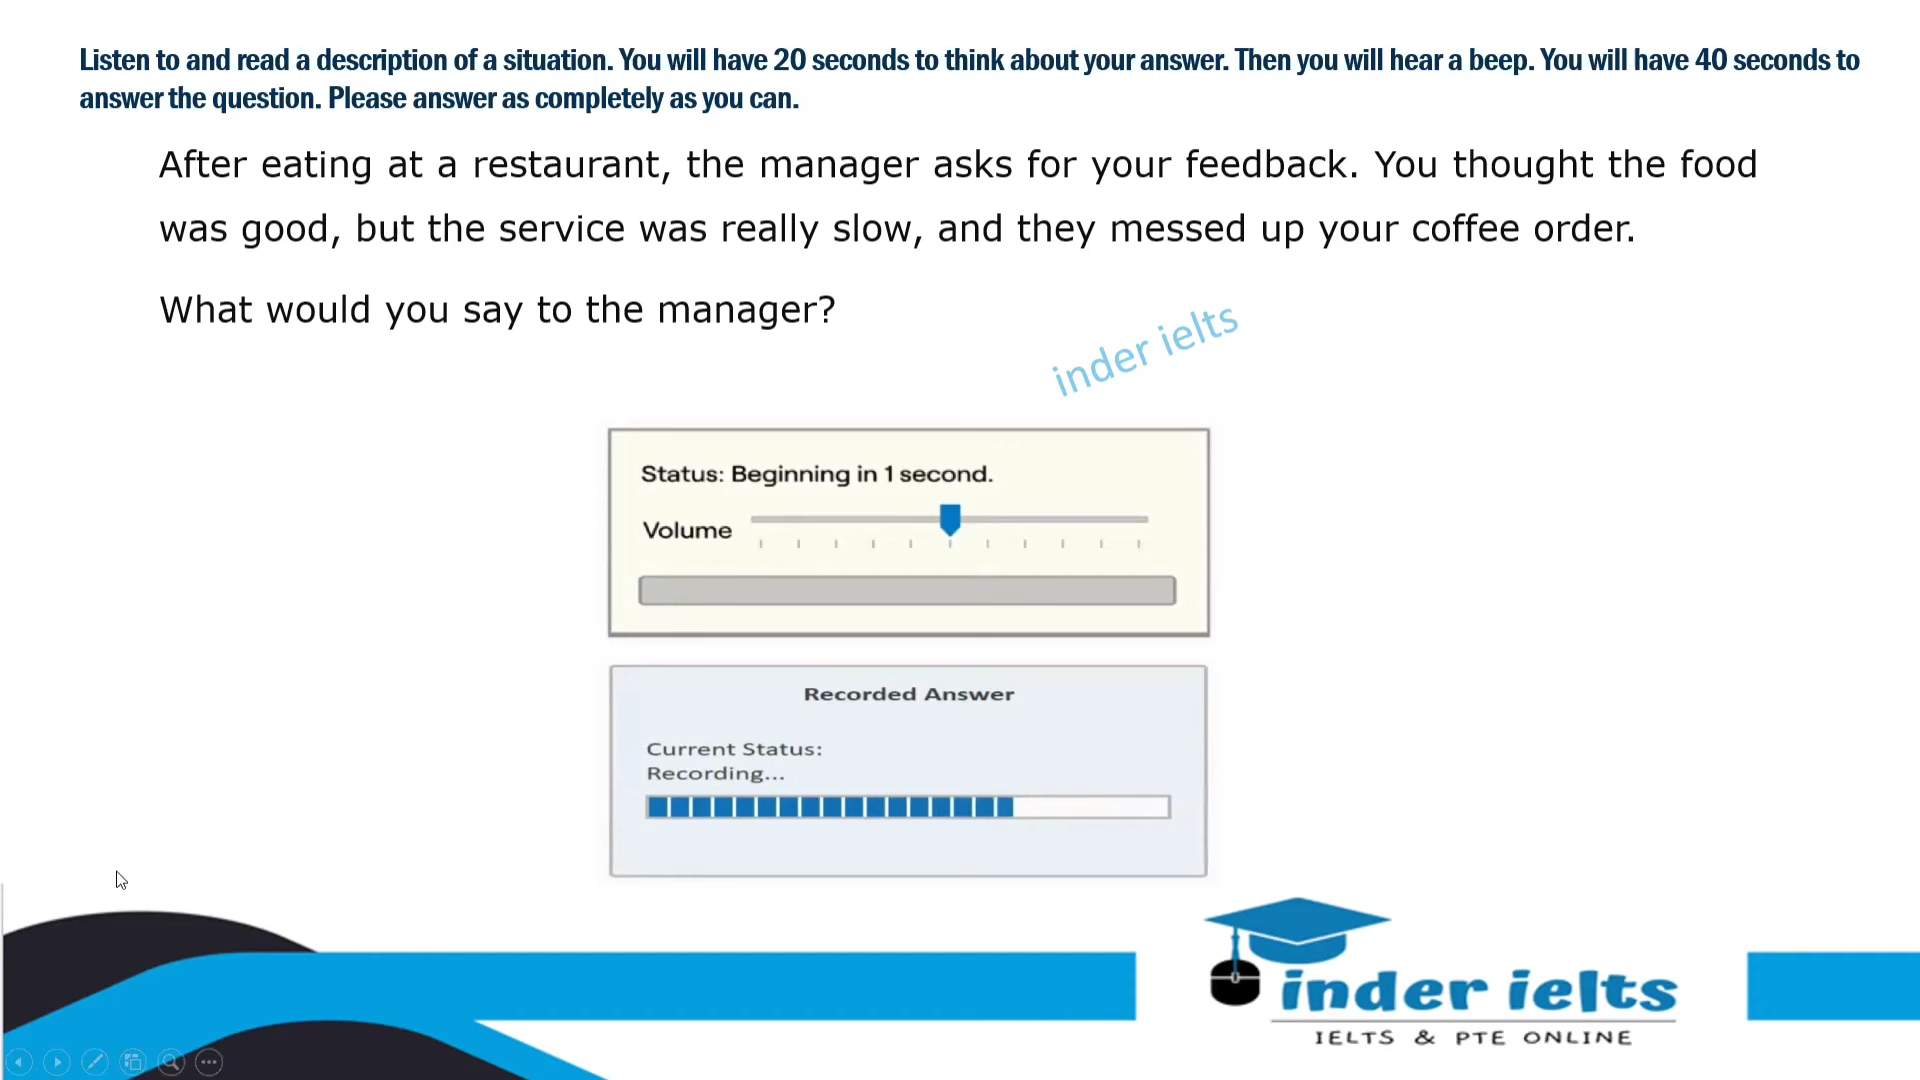 Listen to and read a description of a situation. You will have 20 seconds to think about your answer. Then you will hear a beep. You will have 40 seconds to
answer the question. Please answer as completely as you can.
After eating at a restaurant, the manager asks for your feedback. You thought the food
was good, but the service was really slow, and they messed up your coffee order.
What would you say to the manager?
inder ielts
Status: Beginning in 1 second.
Volume
Recorded Answer
Current Status:
Recording...
inder ielts
IELTS & PTE ONLINE